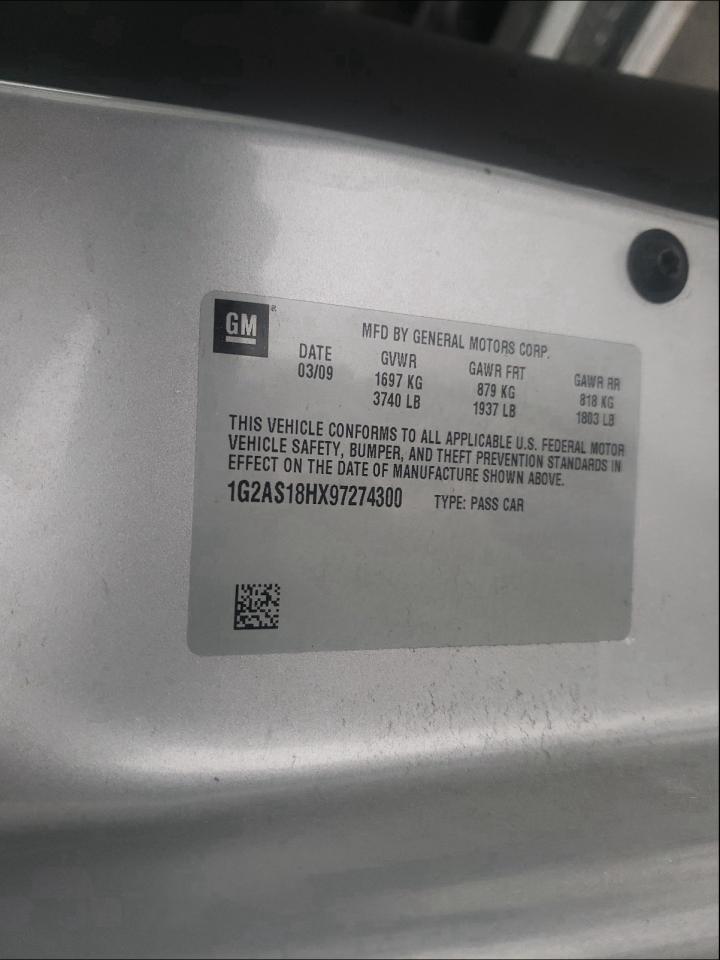 GM®
MFD BY GENERAL MOTORS CORP.
DATE GVWR GAWR FRT GAWR RR
03/09 1697 KG 879 KG 818 KG
3740 LB 1937 LB 1803 LB
THIS VEHICLE CONFORMS TO ALL APPLICABLE U.S. FEDERAL MOTOR
VEHICLE SAFETY, BUMPER, AND THEFT PREVENTION STANDARDS IN
EFFECT ON THE DATE OF MANUFACTURE SHOWN ABOVE.
1G2AS18HX97274300 TYPE: PASS CAR